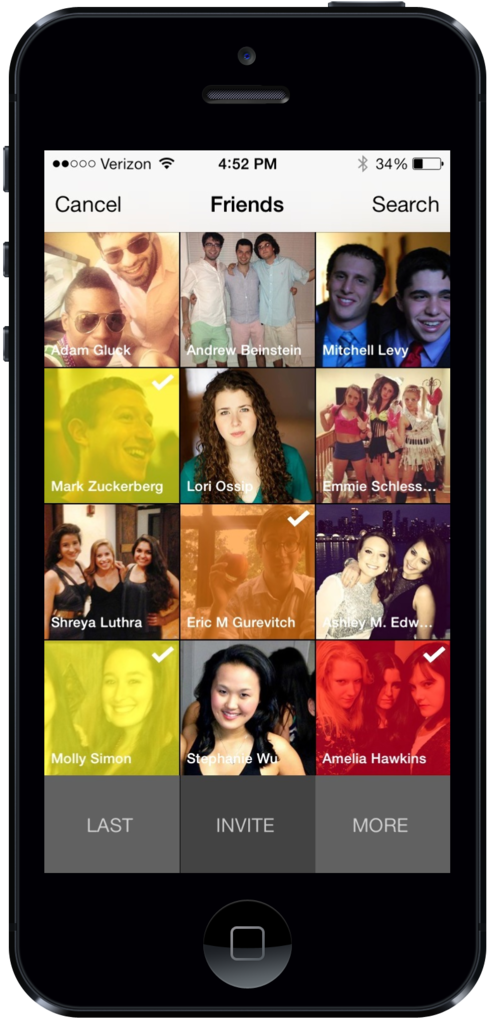 Verizon 4:52 PM 34%
Cancel Friends Search
Adam Gluck Andrew Beinstein Mitchell Levy
Mark Zuckerberg Lori Ossip Emmie Schless...
Shreya Luthra Eric M Gurevitch Ashley M. Edw...
Molly Simon Stephanie Wu Amelia Hawkins
LAST INVITE MORE